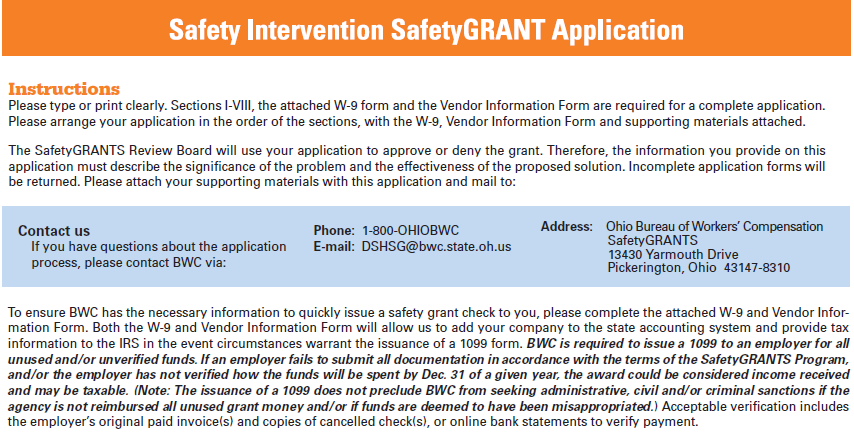 Safety Intervention SafetyGRANT Application
Instructions
Please type or print clearly. Sections I-VIII, the attached W-9 form and the Vendor Information Form are required for a complete application.
Please arrange your application in the order of the sections, with the W-9, Vendor Information Form and supporting materials attached.
The SafetyGRANTS Review Board will use your application to approve or deny the grant. Therefore, the information you provide on this
application must describe the significance of the problem and the effectiveness of the proposed solution. Incomplete application forms will
be returned. Please attach your supporting materials with this application and mail to:
Contact us
If you have questions about the application
process, please contact BWC via:
Phone: 1-800-OHIOBWC
E-mail: DSHSG@bwc.state.oh.us
Address: Ohio Bureau of Workers' Compensation
SafetyGRANTS
13430 Yarmouth Drive
Pickerington, Ohio 43147-8310
To ensure BWC has the necessary information to quickly issue a safety grant check to you, please complete the attached W-9 and Vendor Infor-
mation Form. Both the W-9 and Vendor Information Form will allow us to add your company to the state accounting system and provide tax
information to the IRS in the event circumstances warrant the issuance of a 1099 form. BWC is required to issue a 1099 to an employer for all
unused and/or unverified funds. If an employer fails to submit all documentation in accordance with the terms of the SafetyGRANTS Program,
and/or the employer has not verified how the funds will be spent by Dec. 31 of a given year, the award could be considered income received
and may be taxable. (Note: The issuance of a 1099 does not preclude BWC from seeking administrative, civil and/or criminal sanctions if the
agency is not reimbursed all unused grant money and/or if funds are deemed to have been misappropriated.) Acceptable verification includes
the employer's original paid invoice(s) and copies of cancelled check(s), or online bank statements to verify payment.